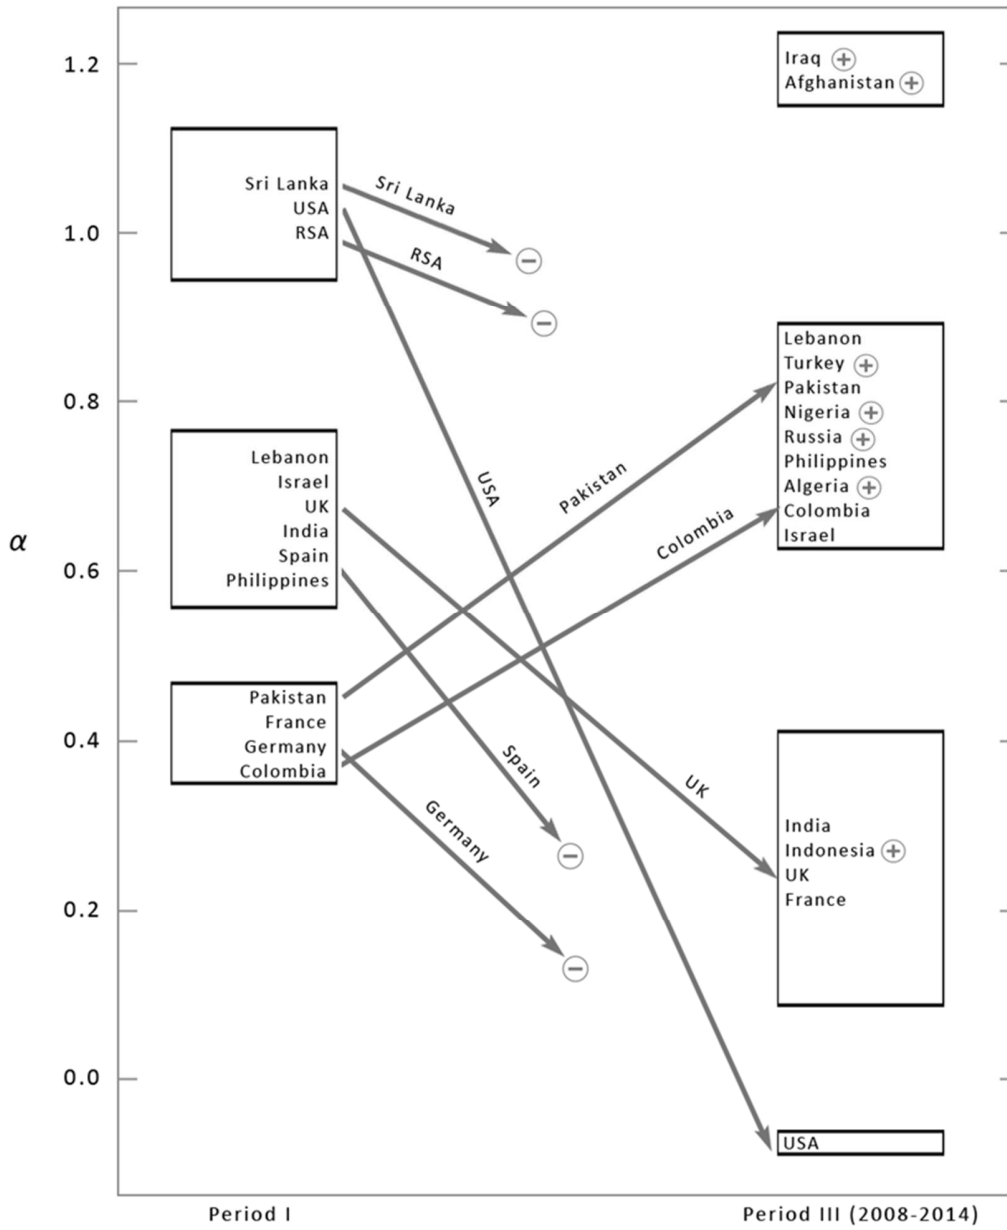 1.2
1.0
0.8
0.6
0.4
0.2
0.0
α
Sri Lanka
USA
RSA
Lebanon
Israel
UK
India
Spain
Philippines
Pakistan
France
Germany
Colombia
Sri Lanka
RSA
USA
Pakistan
Colombia
UK
Spain
Germany
Iraq +
Afghanistan +
Lebanon
Turkey +
Pakistan
Nigeria +
Russia +
Philippines
Algeria +
Colombia
Israel
India
Indonesia +
UK
France
USA
−
−
−
−
Period I
Period III (2008-2014)